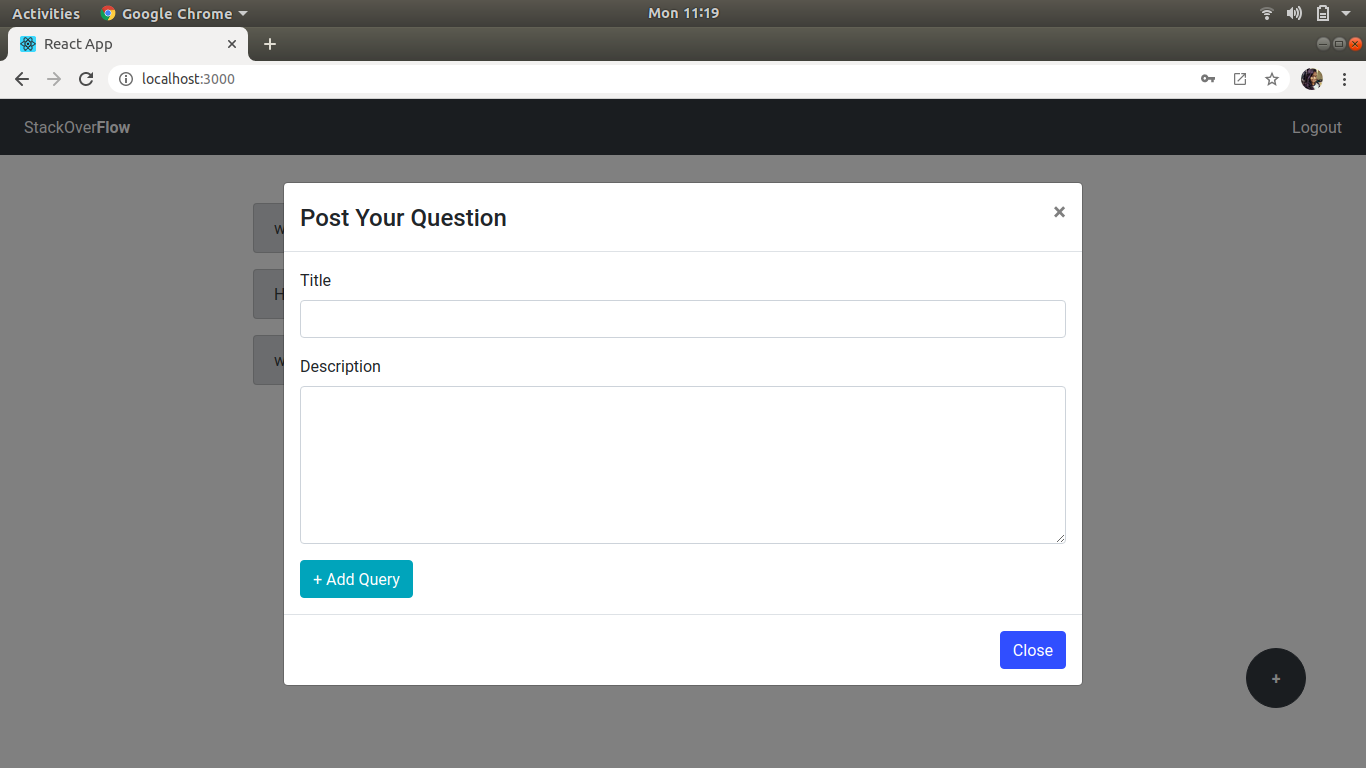 Activities Google Chrome Mon 11:19
React App
localhost:3000
StackOverFlow Logout
Post Your Question ×
Title
Description
+ Add Query
Close
+